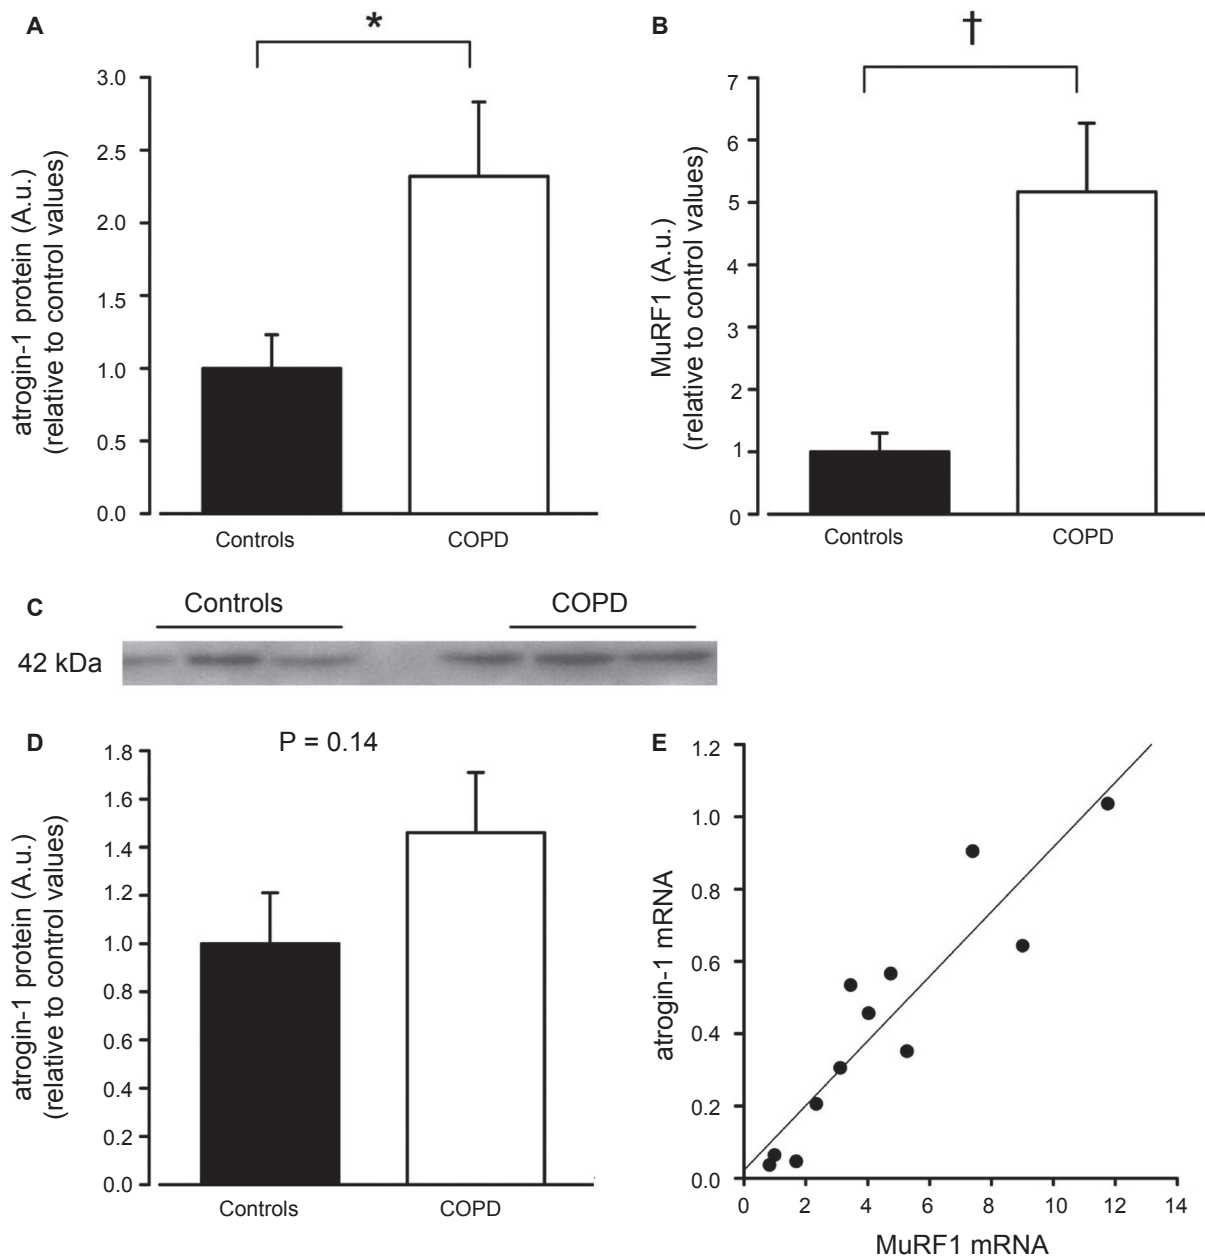 A
*
3.0
2.5
2.0
1.5
1.0
0.5
0.0
atrogin-1 protein (A.u.)
(relative to control values)
Controls COPD
B
†
7
6
5
4
3
2
1
0
MuRF1 (A.u.)
(relative to control values)
Controls COPD
C
Controls COPD
42 kDa
D
P = 0.14
1.8
1.6
1.4
1.2
1.0
0.8
0.6
0.4
0.2
0.0
atrogin-1 protein (A.u.)
(relative to control values)
Controls COPD
E
1.2
1.0
0.8
0.6
0.4
0.2
0.0
atrogin-1 mRNA
0 2 4 6 8 10 12 14
MuRF1 mRNA